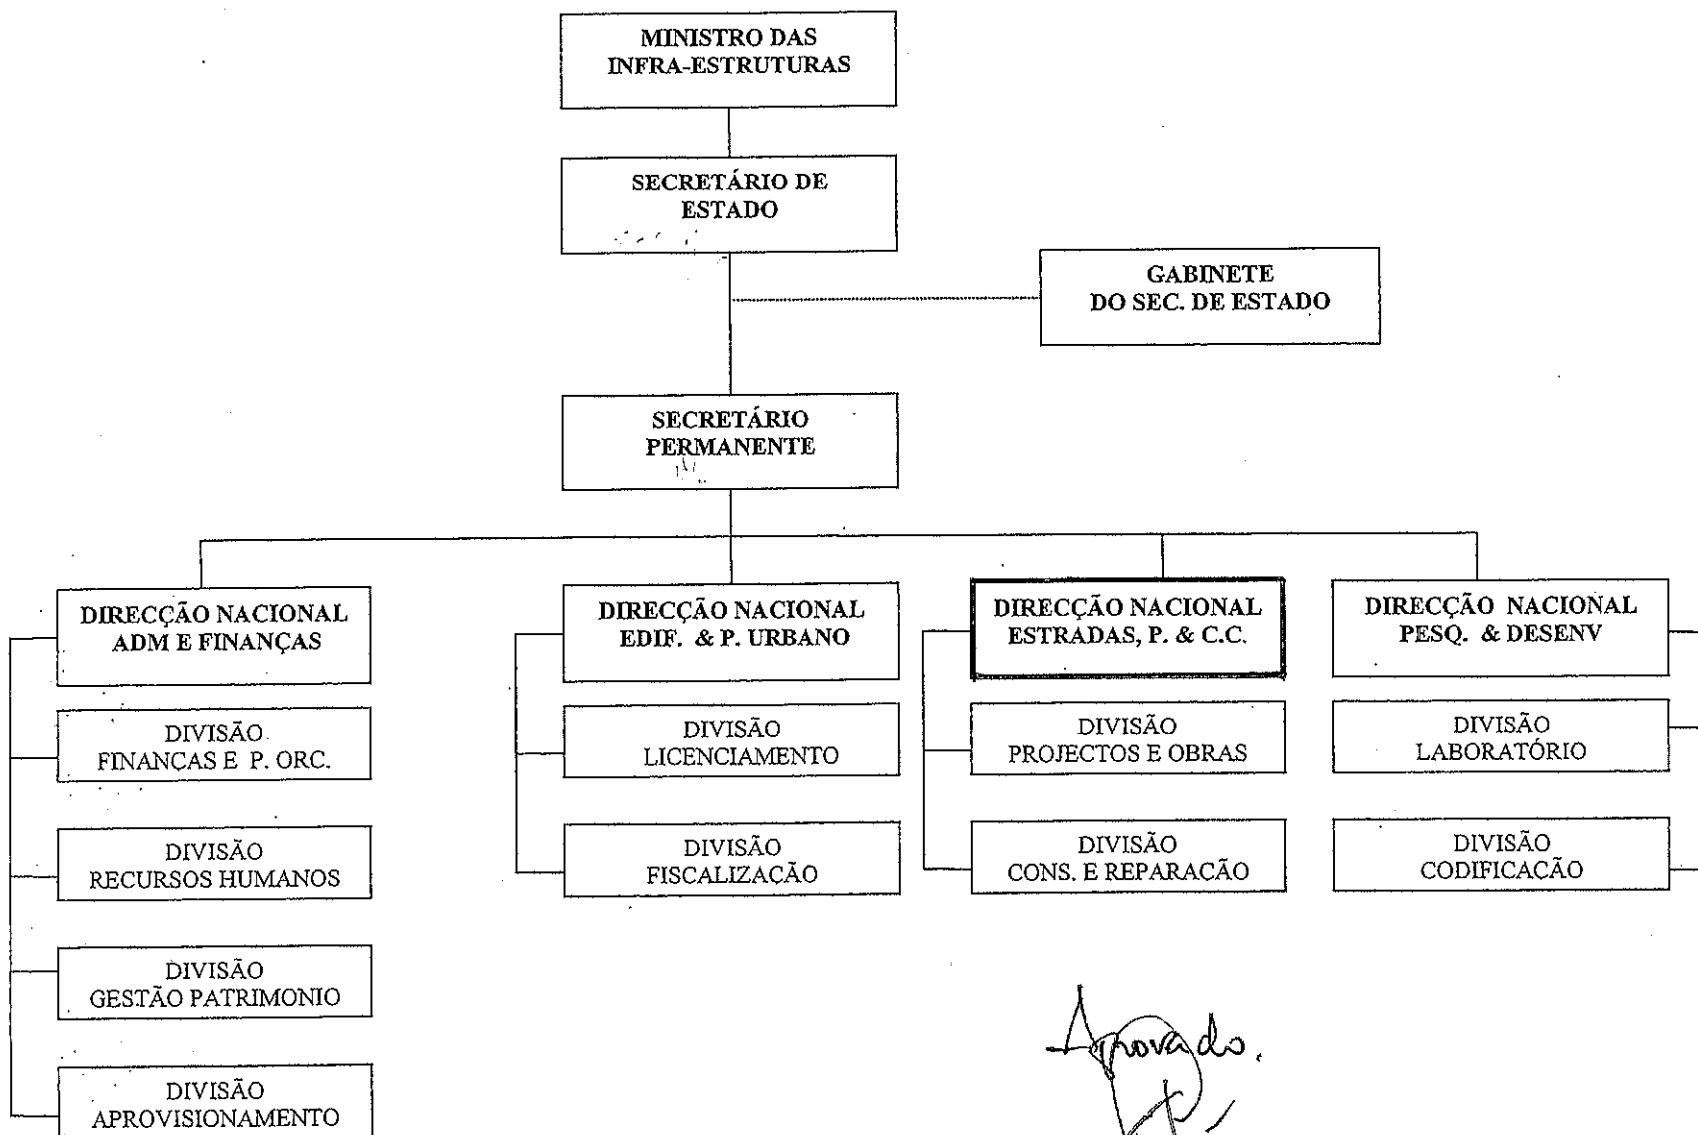 MINISTRO DAS
INFRA-ESTRUTURAS
SECRETÁRIO DE
ESTADO
GABINETE
DO SEC. DE ESTADO
SECRETÁRIO
PERMANENTE
DIRECÇÃO NACIONAL
ADM E FINANÇAS
DIVISÃO
FINANÇAS E P. ORC.
DIVISÃO
RECURSOS HUMANOS
DIVISÃO
GESTÃO PATRIMONIO
DIVISÃO
APROVISIONAMENTO
DIRECÇÃO NACIONAL
EDIF. & P. URBANO
DIVISÃO
LICENCIAMENTO
DIVISÃO
FISCALIZAÇÃO
DIRECÇÃO NACIONAL
ESTRADAS, P. & C.C.
DIVISÃO
PROJECTOS E OBRAS
DIVISÃO
CONS. E REPARAÇÃO
DIRECÇÃO NACIONAL
PESQ. & DESENV
DIVISÃO
LABORATÓRIO
DIVISÃO
CODIFICAÇÃO
Aprovado.